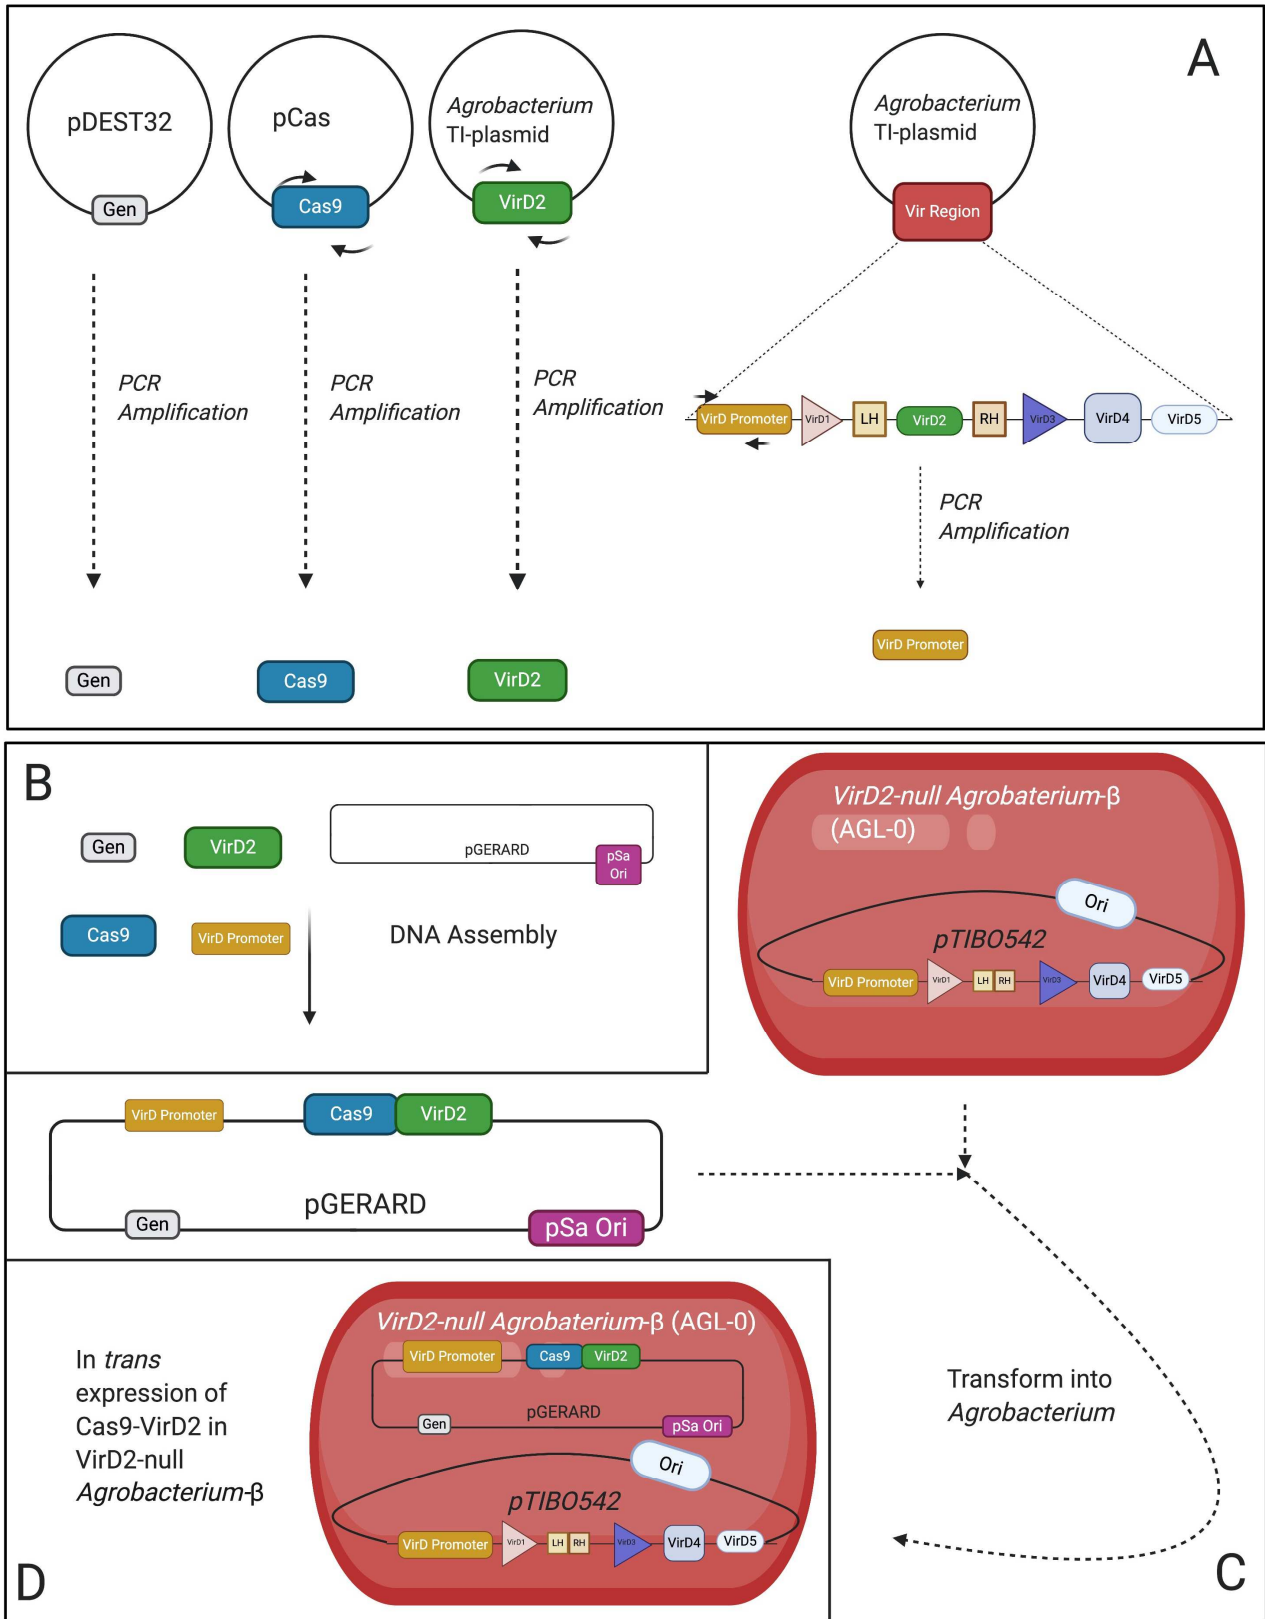 A
pDEST32
Gen
pCas
Cas9
Agrobacterium
TI-plasmid
VirD2
Agrobacterium
TI-plasmid
Vir Region
PCR
Amplification
PCR
Amplification
PCR
Amplification
VirD Promoter
VirD1
LH
VirD2
RH
VirD3
VirD4
VirD5
PCR
Amplification
VirD Promoter
Gen
Cas9
VirD2
B
Gen
VirD2
pGERARD
pSa
Ori
Cas9
VirD Promoter
DNA Assembly
VirD2-null Agrobaterium-β
(AGL-0)
Ori
pTIBO542
VirD Promoter
VirD1
LH
RH
VirD3
VirD4
VirD5
VirD Promoter
Cas9
VirD2
pGERARD
Gen
pSa Ori
Transform into
Agrobacterium
C
In trans
expression of
Cas9-VirD2 in
VirD2-null
Agrobacterium-β
D
VirD2-null Agrobaterium-β (AGL-0)
VirD Promoter
Cas9
VirD2
pGERARD
Gen
pSa Ori
Ori
pTIBO542
VirD Promoter
VirD1
LH
RH
VirD3
VirD4
VirD5